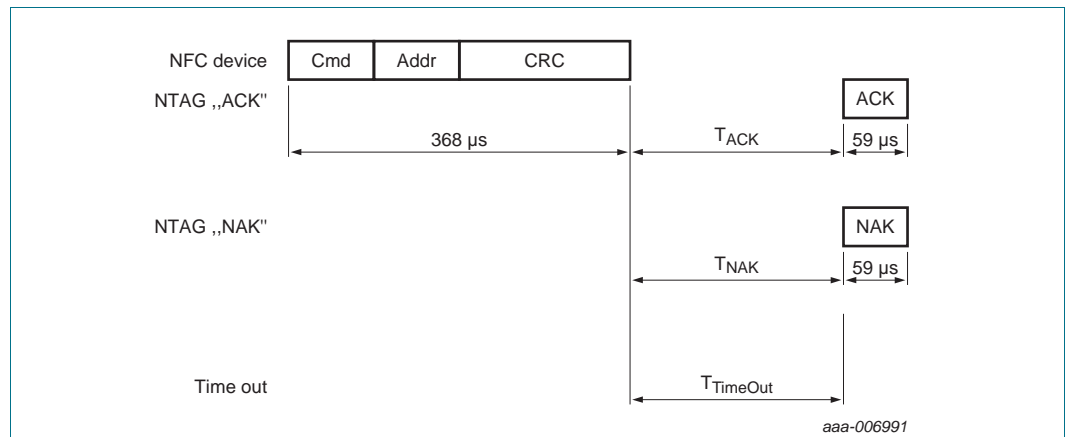 NFC device Cmd Addr CRC
NTAG ,,ACK" ACK
368 μs TACK 59 μs
NTAG ,,NAK" NAK
TNAK 59 μs
Time out TTimeOut
aaa-006991